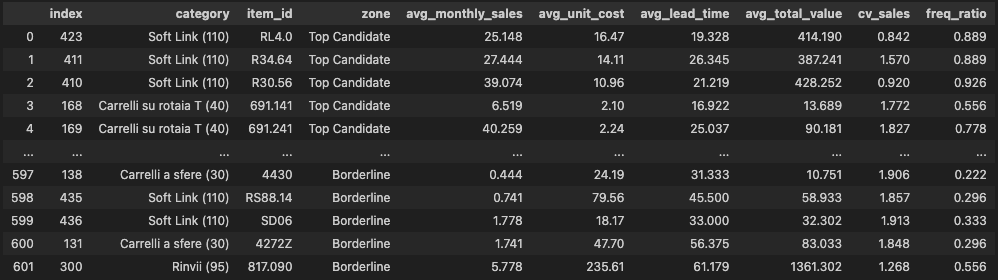 index category item_id zone avg_monthly_sales avg_unit_cost avg_lead_time avg_total_value cv_sales freq_ratio
0 423 Soft Link (110) RL4.0 Top Candidate 25.148 16.47 19.328 414.190 0.842 0.889
1 411 Soft Link (110) R34.64 Top Candidate 27.444 14.11 26.345 387.241 1.570 0.889
2 410 Soft Link (110) R30.56 Top Candidate 39.074 10.96 21.219 428.252 0.920 0.926
3 168 Carrelli su rotaia T (40) 691.141 Top Candidate 6.519 2.10 16.922 13.689 1.772 0.556
4 169 Carrelli su rotaia T (40) 691.241 Top Candidate 40.259 2.24 25.037 90.181 1.827 0.778
... ... ... ... ... ... ... ... ... ... ...
597 138 Carrelli a sfere (30) 4430 Borderline 0.444 24.19 31.333 10.751 1.906 0.222
598 435 Soft Link (110) RS88.14 Borderline 0.741 79.56 45.500 58.933 1.857 0.296
599 436 Soft Link (110) SD06 Borderline 1.778 18.17 33.000 32.302 1.913 0.333
600 131 Carrelli a sfere (30) 4272Z Borderline 1.741 47.70 56.375 83.033 1.848 0.296
601 300 Rinvii (95) 817.090 Borderline 5.778 235.61 61.179 1361.302 1.268 0.556